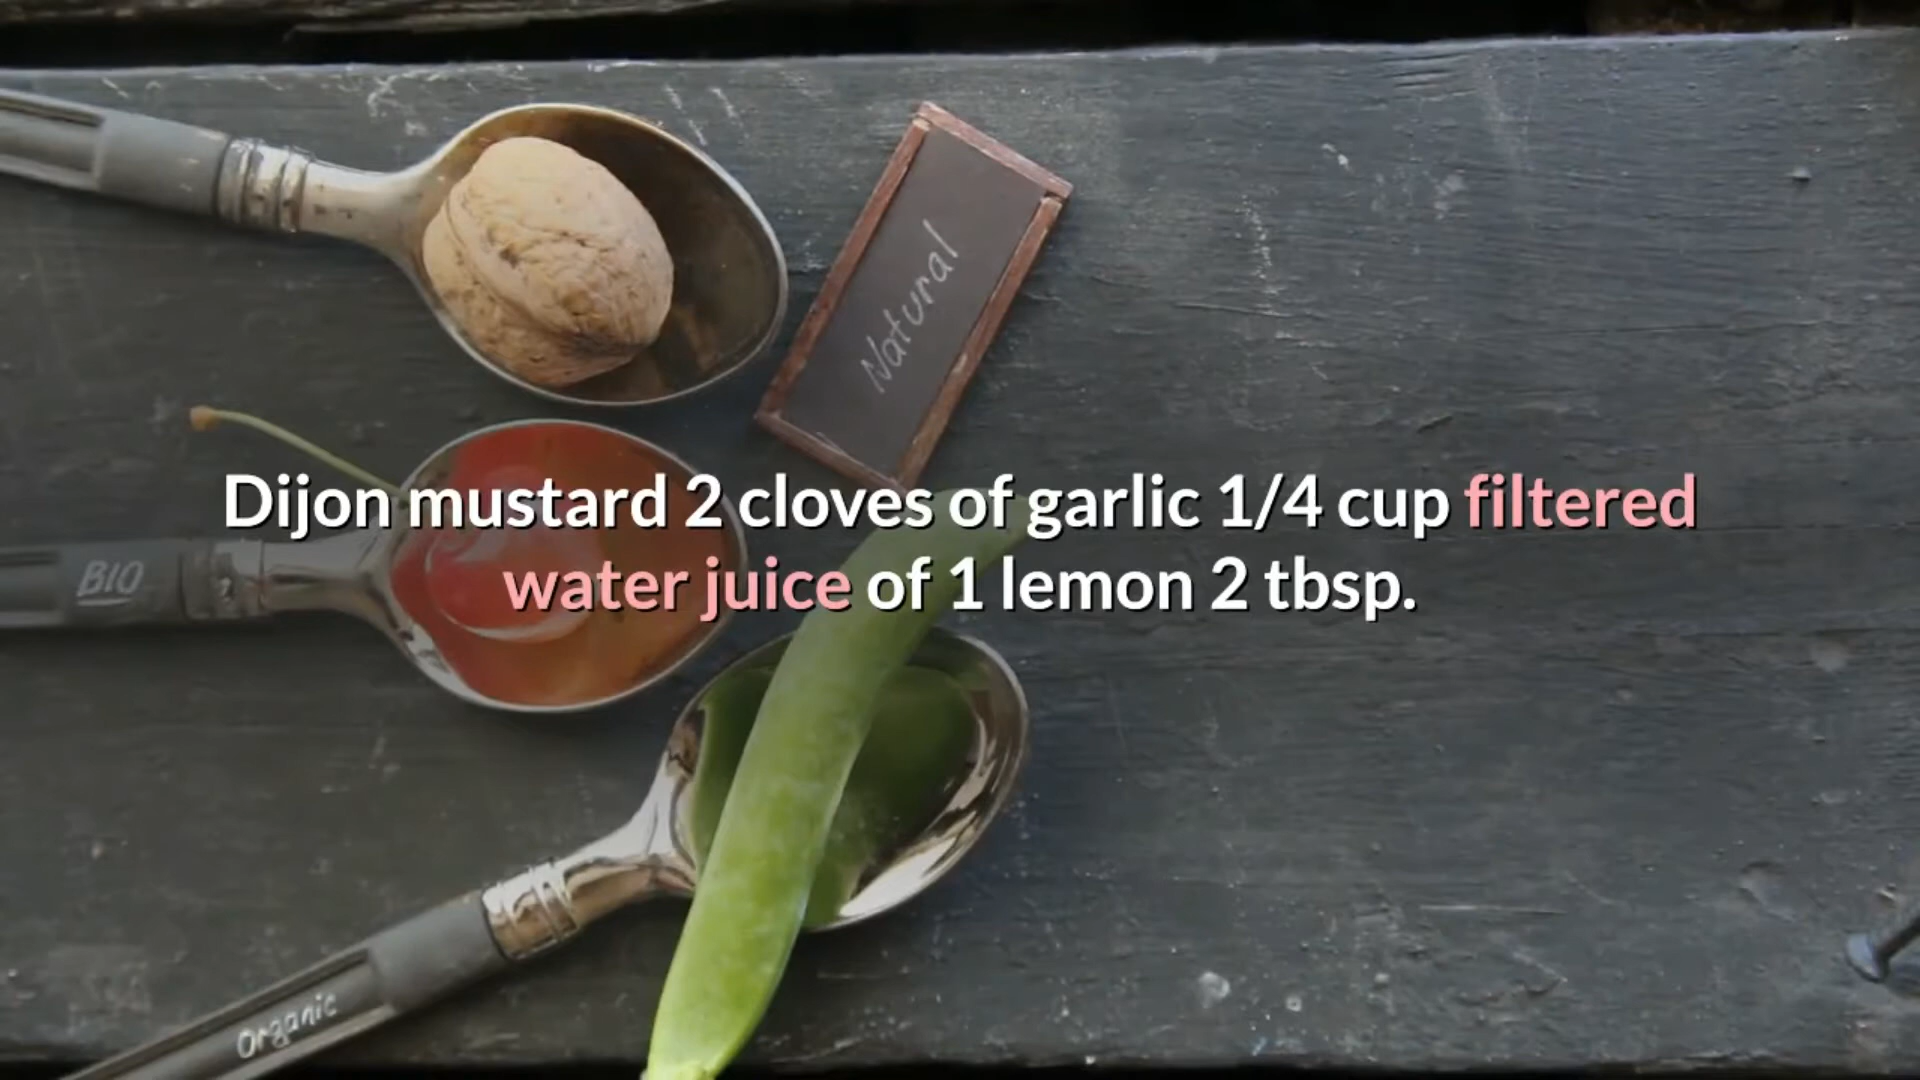 Natural
Dijon mustard 2 cloves of garlic 1/4 cup filtered
water juice of 1 lemon 2 tbsp.
BIO
Organic